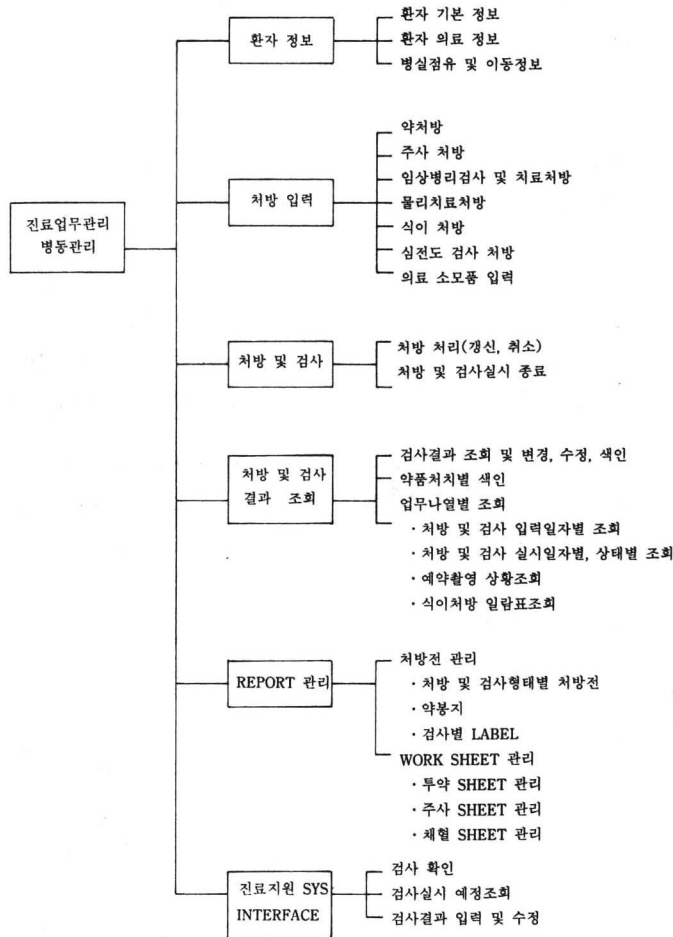 진료업무관리
병동관리
환자 정보
환자 기본 정보
환자 의료 정보
병실점유 및 이동정보
처방 입력
약처방
주사 처방
임상병리검사 및 치료처방
물리치료처방
식이 처방
심전도 검사 처방
의료 소모품 입력
처방 및 검사
처방 처리(갱신, 취소)
처방 및 검사실시 종료
처방 및 검사
결과 조회
검사결과 조회 및 변경, 수정, 색인
약품처치별 색인
업무나열별 조회
· 처방 및 검사 입력일자별 조회
· 처방 및 검사 실시일자별, 상태별 조회
· 예약촬영 상황조회
· 식이처방 일람표조회
REPORT 관리
처방전 관리
· 처방 및 검사형태별 처방전
· 약봉지
· 검사별 LABEL
WORK SHEET 관리
· 투약 SHEET 관리
· 주사 SHEET 관리
· 채혈 SHEET 관리
진료지원 SYS
INTERFACE
검사 확인
검사실시 예정조회
검사결과 입력 및 수정